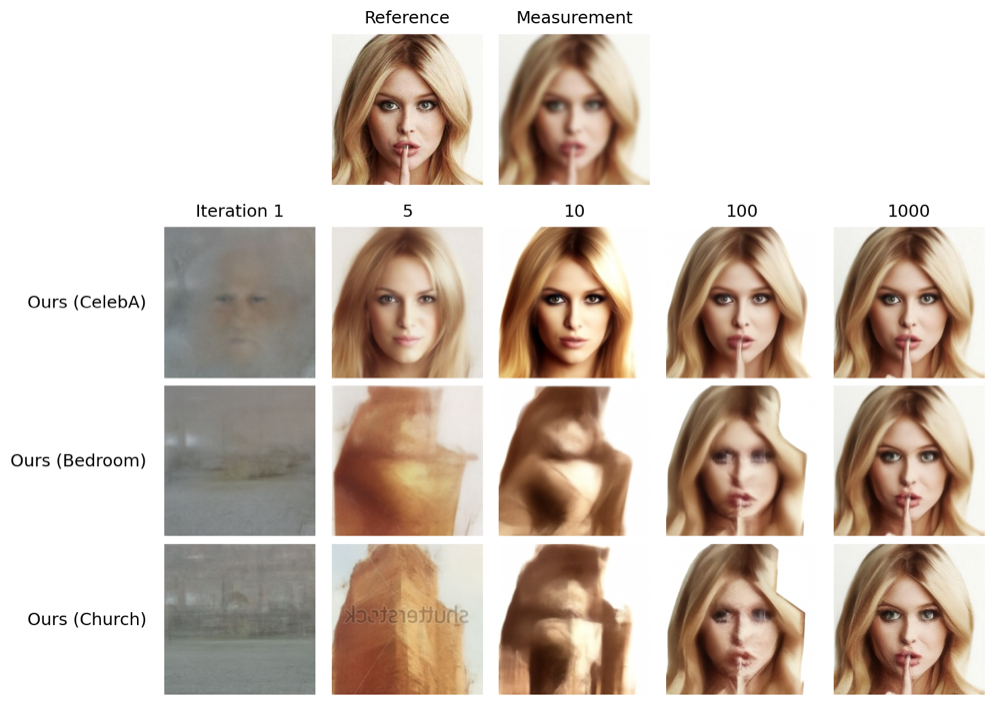 Reference Measurement
Iteration 1 5 10 100 1000
Ours (CelebA)
Ours (Bedroom)
Ours (Church)
shutterstock